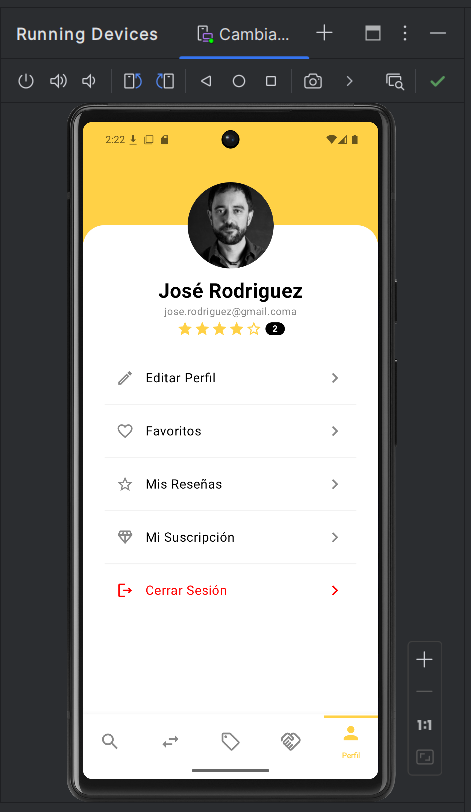 Running Devices
Cambia...
2:22
José Rodriguez
jose.rodriguez@gmail.coma
2
Editar Perfil
Favoritos
Mis Reseñas
Mi Suscripción
Cerrar Sesión
1:1
Perfil